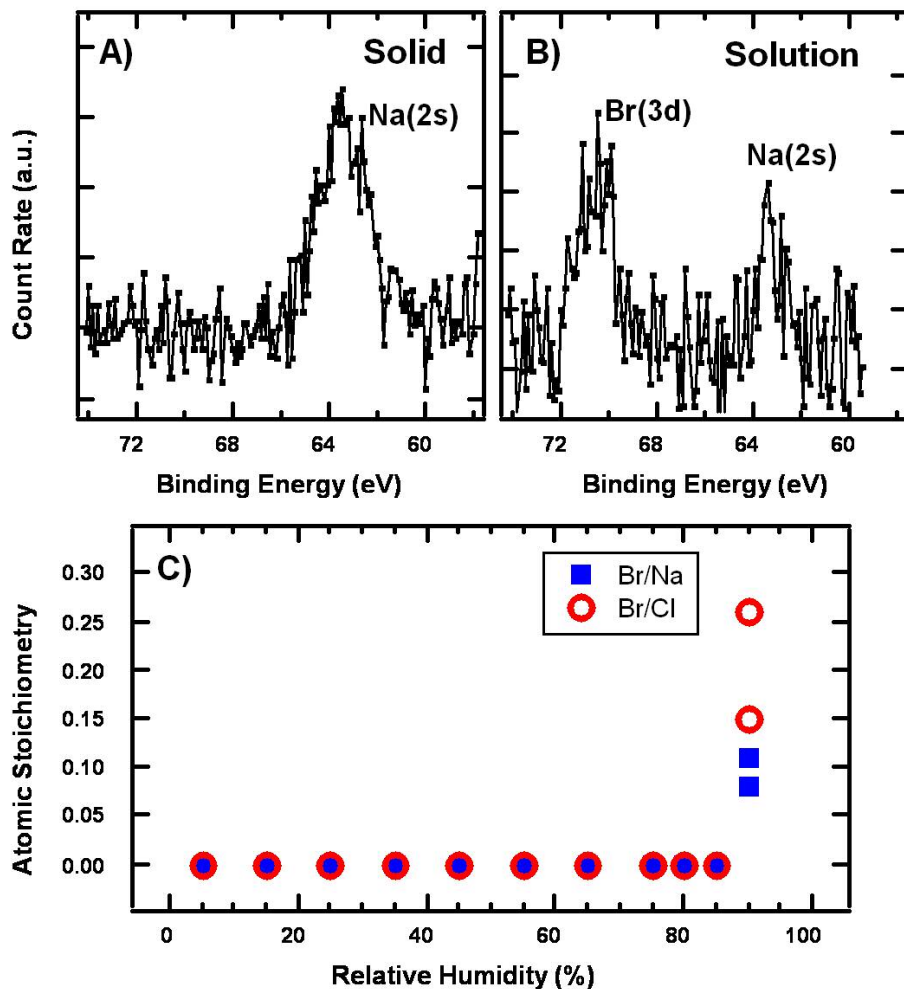 A) Solid
Na(2s)
B) Solution
Br(3d)
Na(2s)
Count Rate (a.u.)
72 68 64 60
72 68 64 60
Binding Energy (eV)
Binding Energy (eV)
C)
Br/Na
Br/Cl
0.30
0.25
0.20
0.15
0.10
0.05
0.00
Atomic Stoichiometry
0 20 40 60 80 100
Relative Humidity (%)